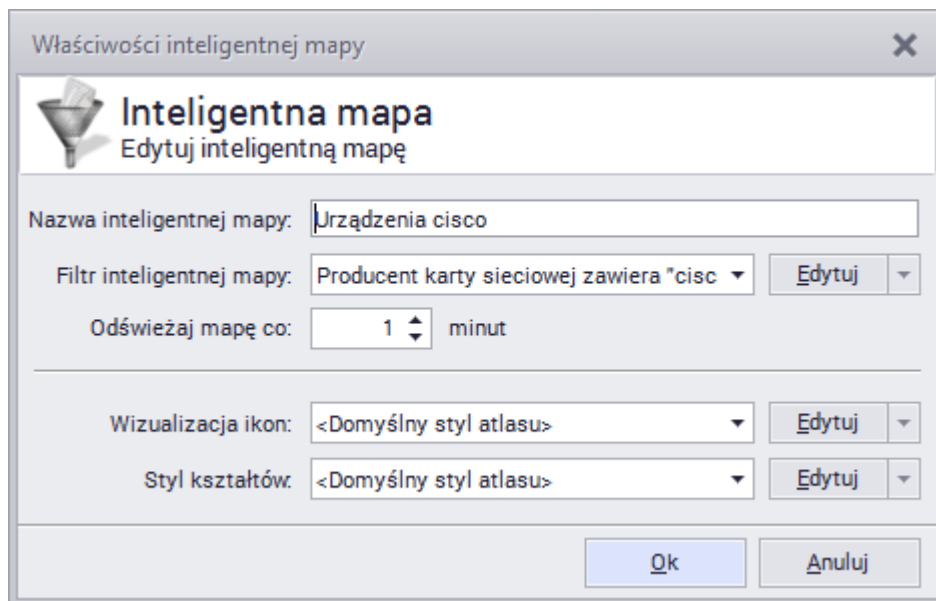 Właściwości inteligentnej mapy
Inteligentna mapa
Edytuj inteligentną mapę
Nazwa inteligentnej mapy: Urządzenia cisco
Filtr inteligentnej mapy: Producent karty sieciowej zawiera "cisc Edytuj
Odświeżaj mapę co: 1 minut
Wizualizacja ikon: <Domyślny styl atlasu> Edytuj
Styl kształtów: <Domyślny styl atlasu> Edytuj
Ok Anuluj